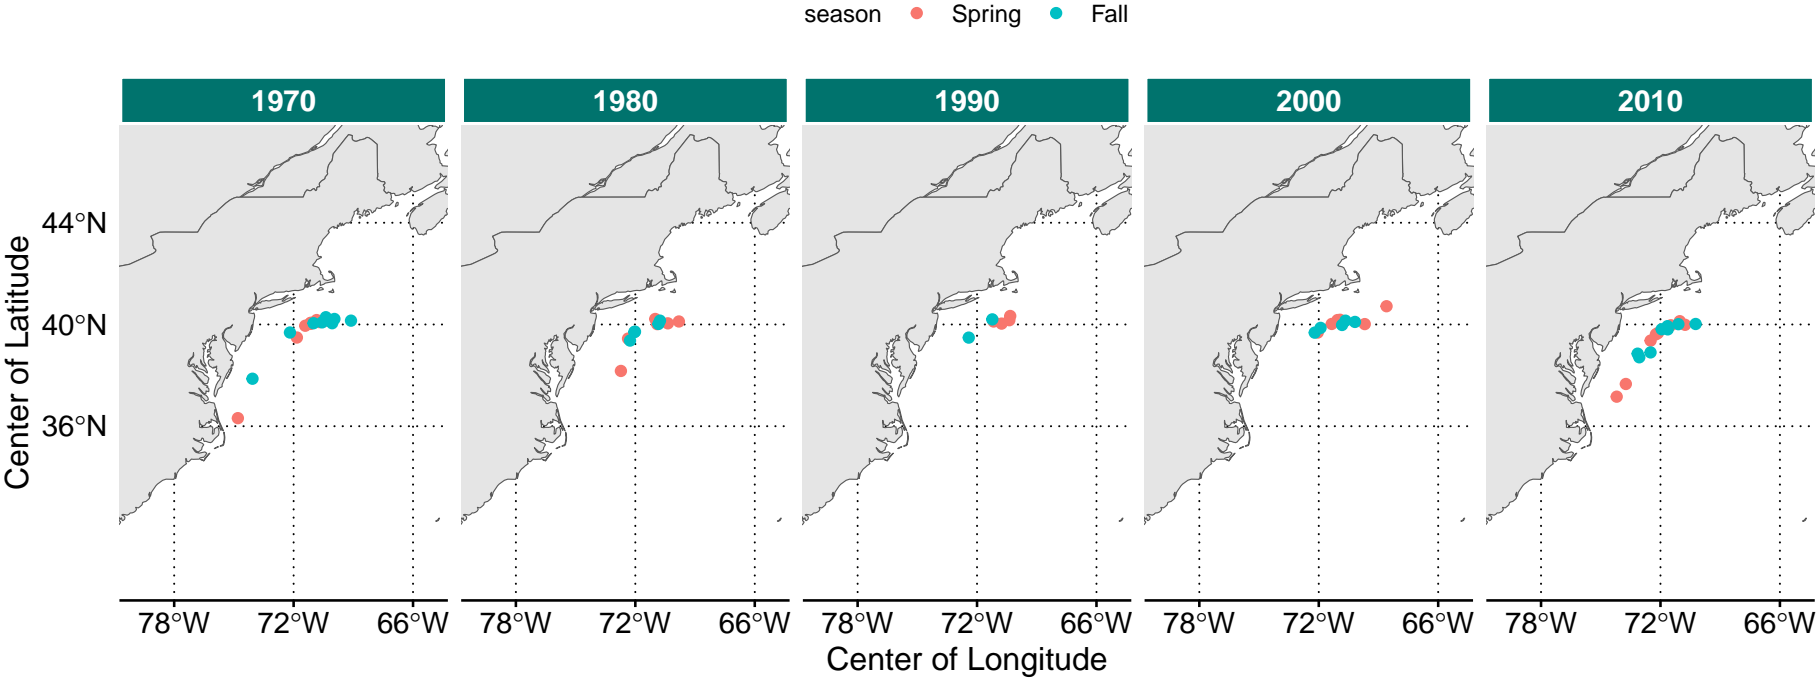 season Spring Fall
1970 1980 1990 2000 2010
Center of Latitude
44°N
40°N
36°N
78°W 72°W 66°W 78°W 72°W 66°W 78°W 72°W 66°W 78°W 72°W 66°W 78°W 72°W 66°W
Center of Longitude